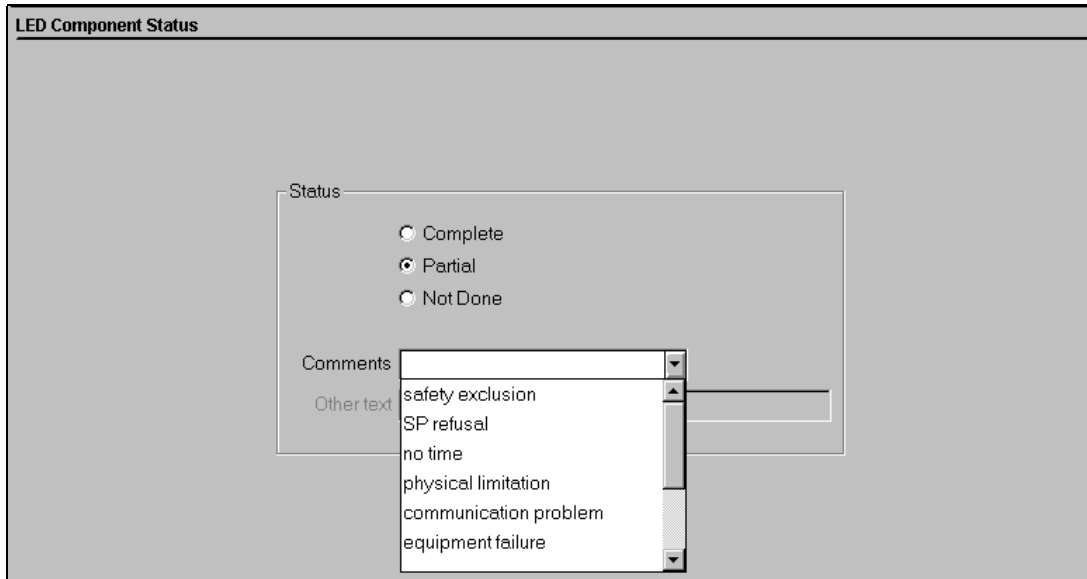 LED Component Status
Status
Complete
Partial
Not Done
Comments
Other text
safety exclusion
SP refusal
no time
physical limitation
communication problem
equipment failure